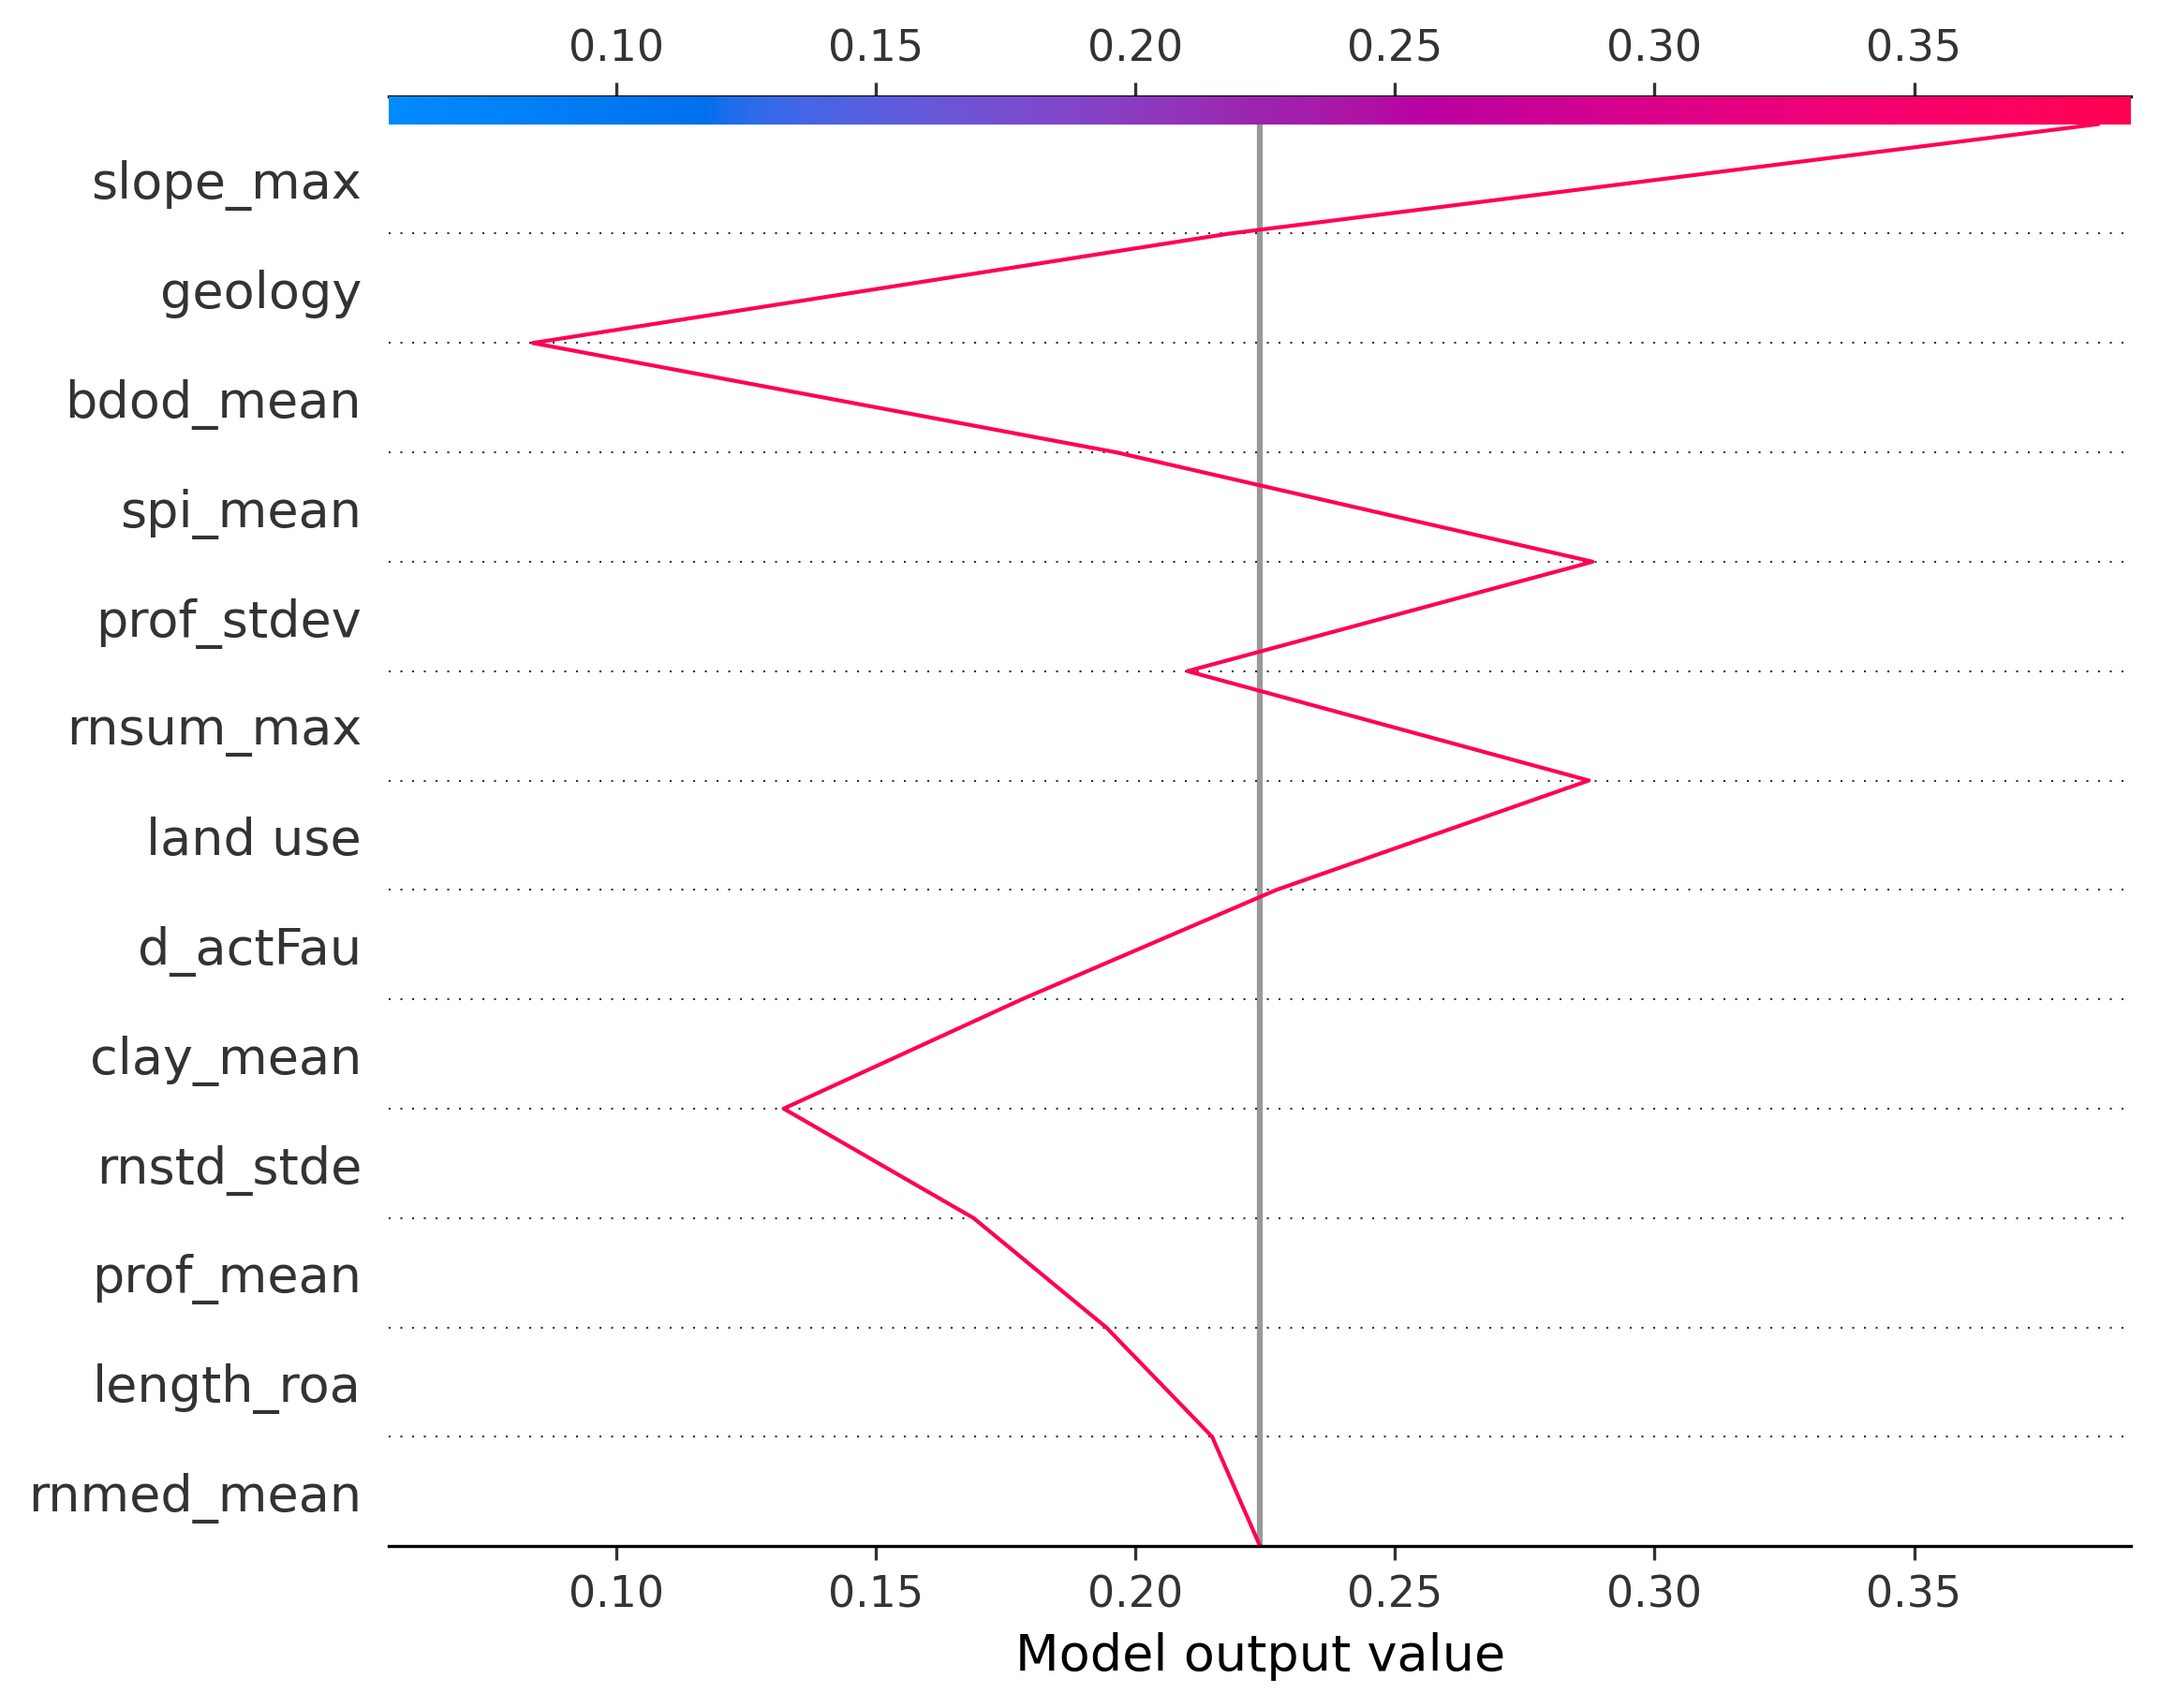 0.10 0.15 0.20 0.25 0.30 0.35
slope_max
geology
bdod_mean
spi_mean
prof_stdev
rnsum_max
land use
d_actFau
clay_mean
rnstd_stde
prof_mean
length_roa
rnmed_mean
0.10 0.15 0.20 0.25 0.30 0.35
Model output value